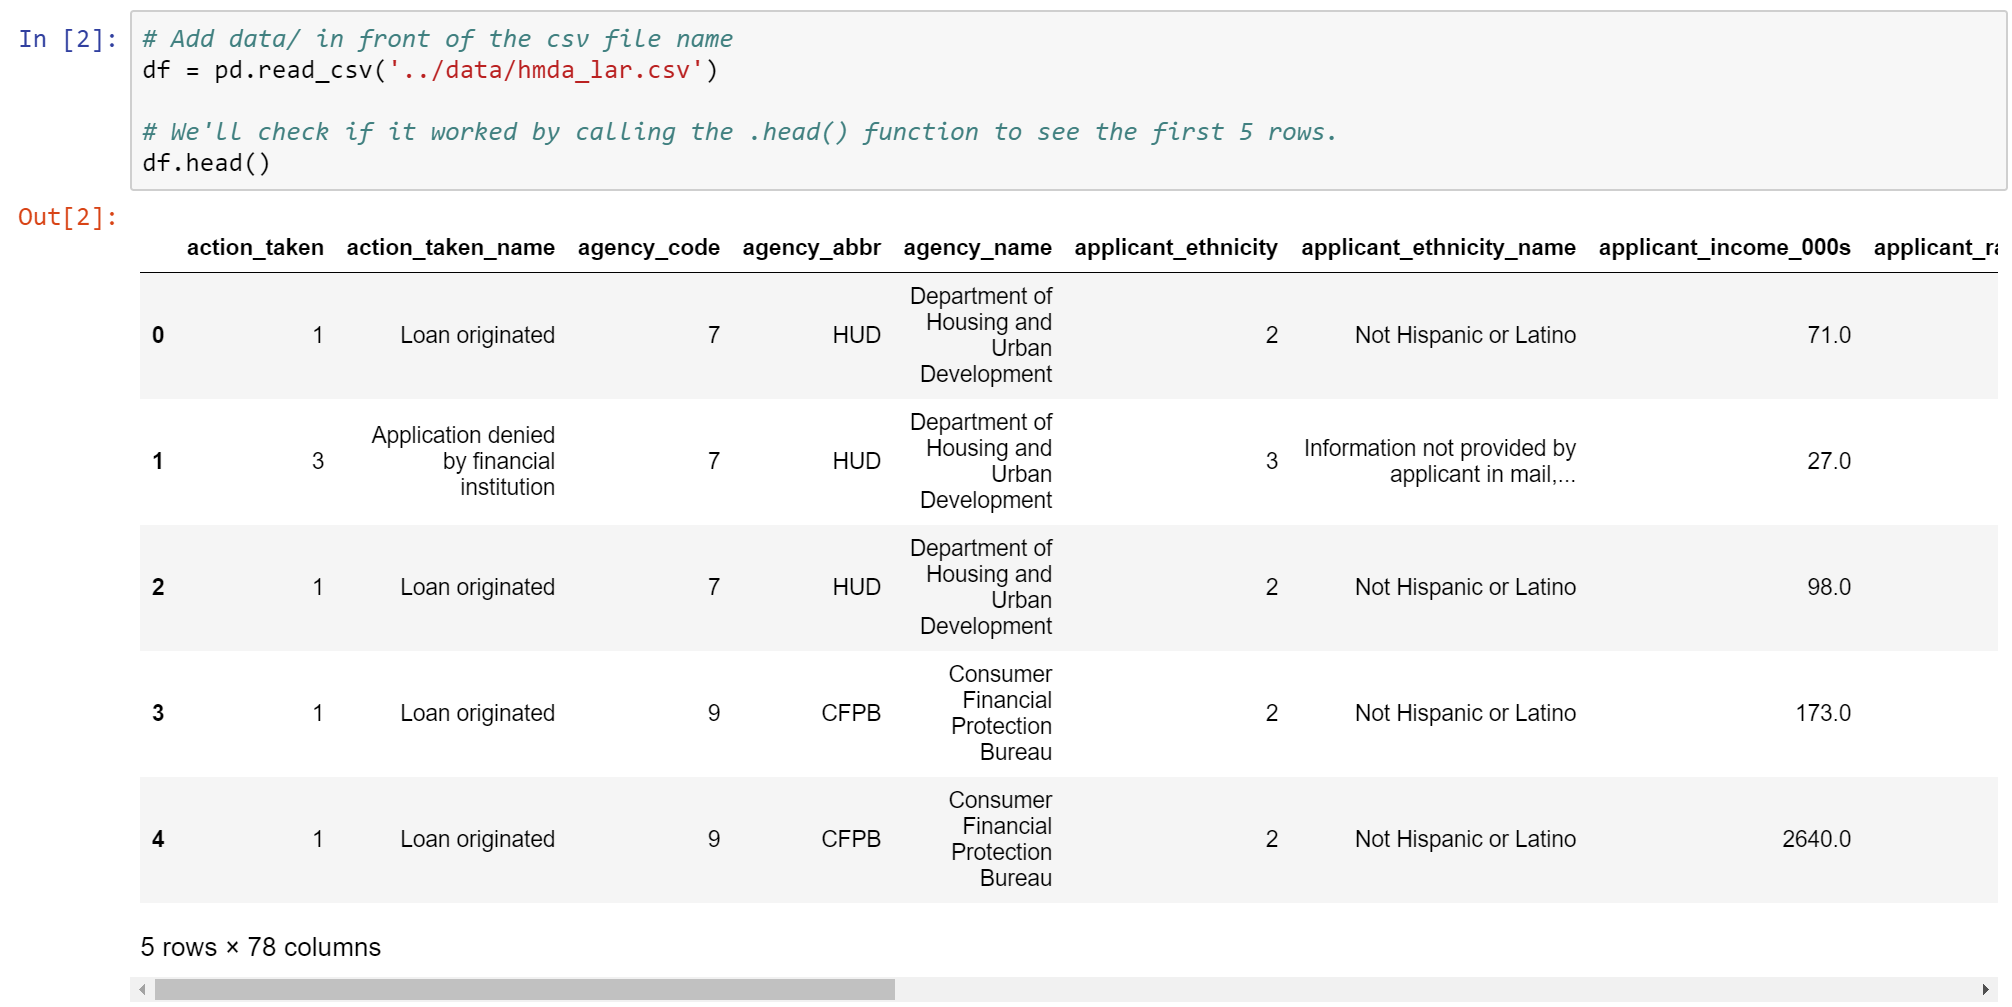 In [2]:
# Add data/ in front of the csv file name
df = pd.read_csv('../data/hmda_lar.csv')
# We'll check if it worked by calling the .head() function to see the first 5 rows.
df.head()
Out[2]:
action_taken action_taken_name agency_code agency_abbr agency_name applicant_ethnicity applicant_ethnicity_name applicant_income_000s applicant_ra
0 1 Loan originated 7 HUD Department of
Housing and
Urban
Development 2 Not Hispanic or Latino 71.0
1 3 Application denied
by financial
institution 7 HUD Department of
Housing and
Urban
Development 3 Information not provided by
applicant in mail,... 27.0
2 1 Loan originated 7 HUD Department of
Housing and
Urban
Development 2 Not Hispanic or Latino 98.0
3 1 Loan originated 9 CFPB Consumer
Financial
Protection
Bureau 2 Not Hispanic or Latino 173.0
4 1 Loan originated 9 CFPB Consumer
Financial
Protection
Bureau 2 Not Hispanic or Latino 2640.0
5 rows × 78 columns